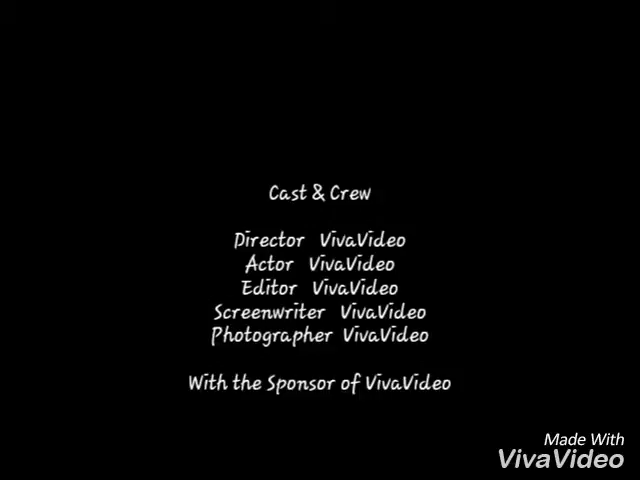 Cast & Crew
Director VivaVideo
Actor VivaVideo
Editor VivaVideo
Screenwriter VivaVideo
Photographer VivaVideo
With the Sponsor of VivaVideo
Made With
VivaVideo